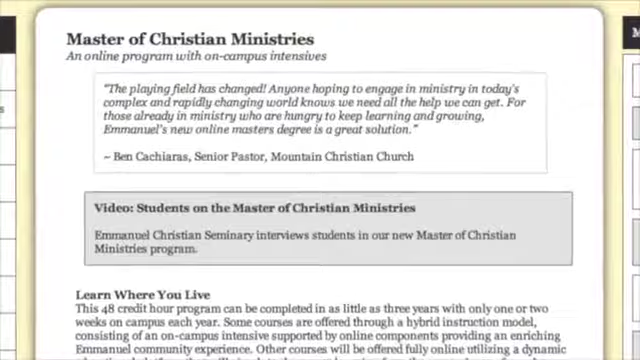 Master of Christian Ministries
An online program with on-campus intensives
"The playing field has changed! Anyone hoping to engage in ministry in today's
complex and rapidly changing world knows we need all the help we can get. For
those already in ministry who are hungry to keep learning and growing,
Emmanuel's new online masters degree is a great solution."
~ Ben Cachiaras, Senior Pastor, Mountain Christian Church
Video: Students on the Master of Christian Ministries
Emmanuel Christian Seminary interviews students in our new Master of Christian
Ministries program.
Learn Where You Live
This 48 credit hour program can be completed in as little as three years with only one or two
weeks on campus each year. Some courses are offered through a hybrid instruction model,
consisting of an on-campus intensive supported by online components providing an enriching
Emmanuel community experience. Other courses will be offered fully online utilizing a dynamic